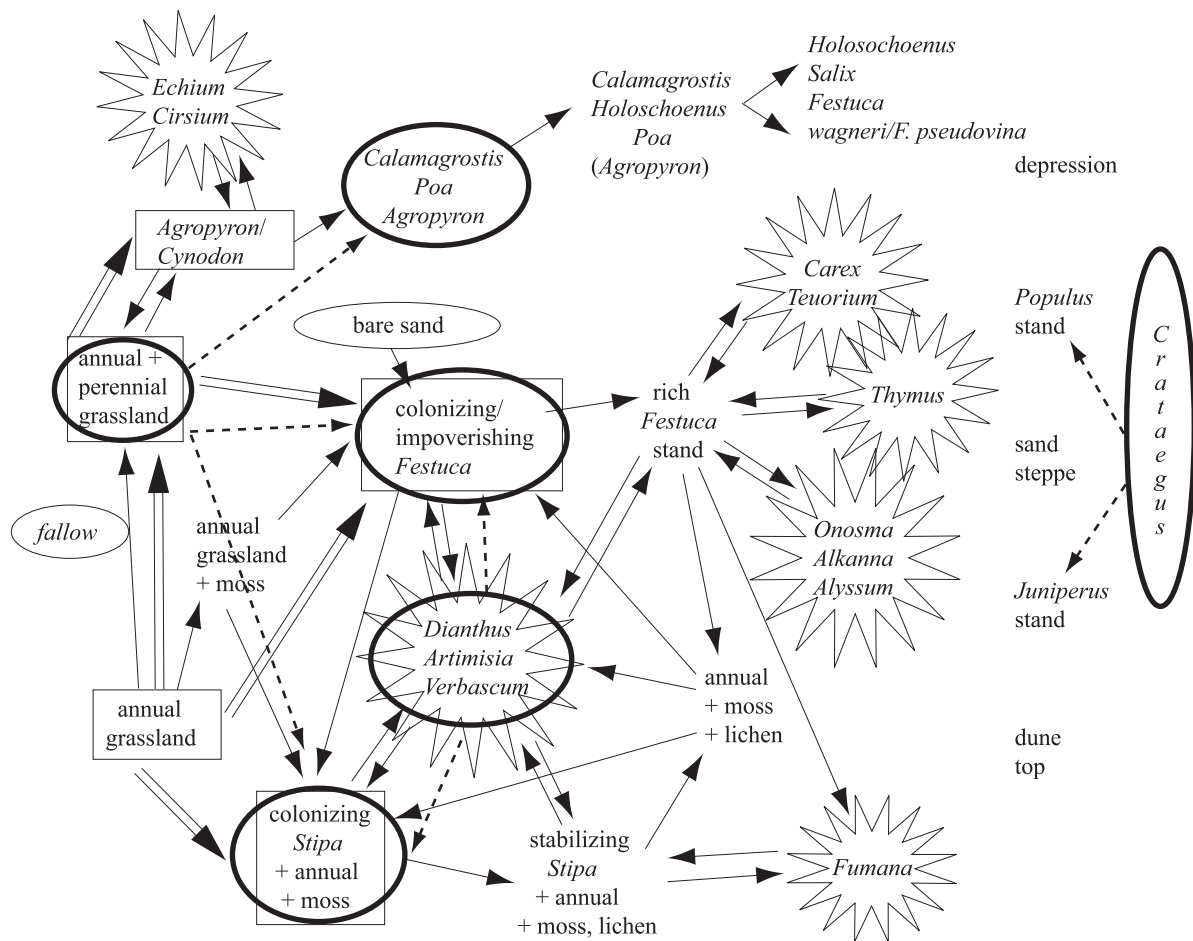 Echium
Cirsium
Calamagrostis
Holoschoenus
Poa
(Agropyron)
Holosochoenus
Salix
Festuca
wagneri/F. pseudovina
depression
Calamagrostis
Poa
Agropyron
Agropyron/
Cynodon
Carex
Teuorium
Populus
stand
Crataegus
bare sand
annual +
perennial
grassland
colonizing/
impoverishing
Festuca
rich
Festuca
stand
Thymus
sand
steppe
fallow
annual
grassland
+ moss
Onosma
Alkanna
Alyssum
Juniperus
stand
Dianthus
Artimisia
Verbascum
annual
grassland
annual
+ moss
+ lichen
dune
top
colonizing
Stipa
+ annual
+ moss
stabilizing
Stipa
+ annual
+ moss, lichen
Fumana